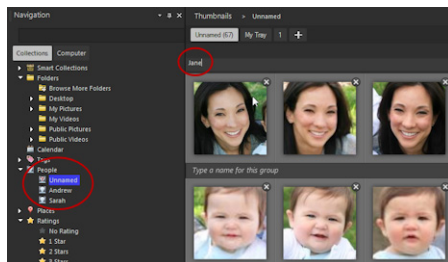 Navigation
Collections
Computer
Smart Collections
Folders
Browse More Folders
Desktop
My Pictures
My Videos
Public Pictures
Public Videos
Calendar
Tags
People
Unnamed
Andrew
Sarah
Places
Ratings
No Rating
1 Star
2 Stars
3 Stars
Thumbnails > Unnamed
Unnamed (67) My Tray 1
Jane
Type a name for this group